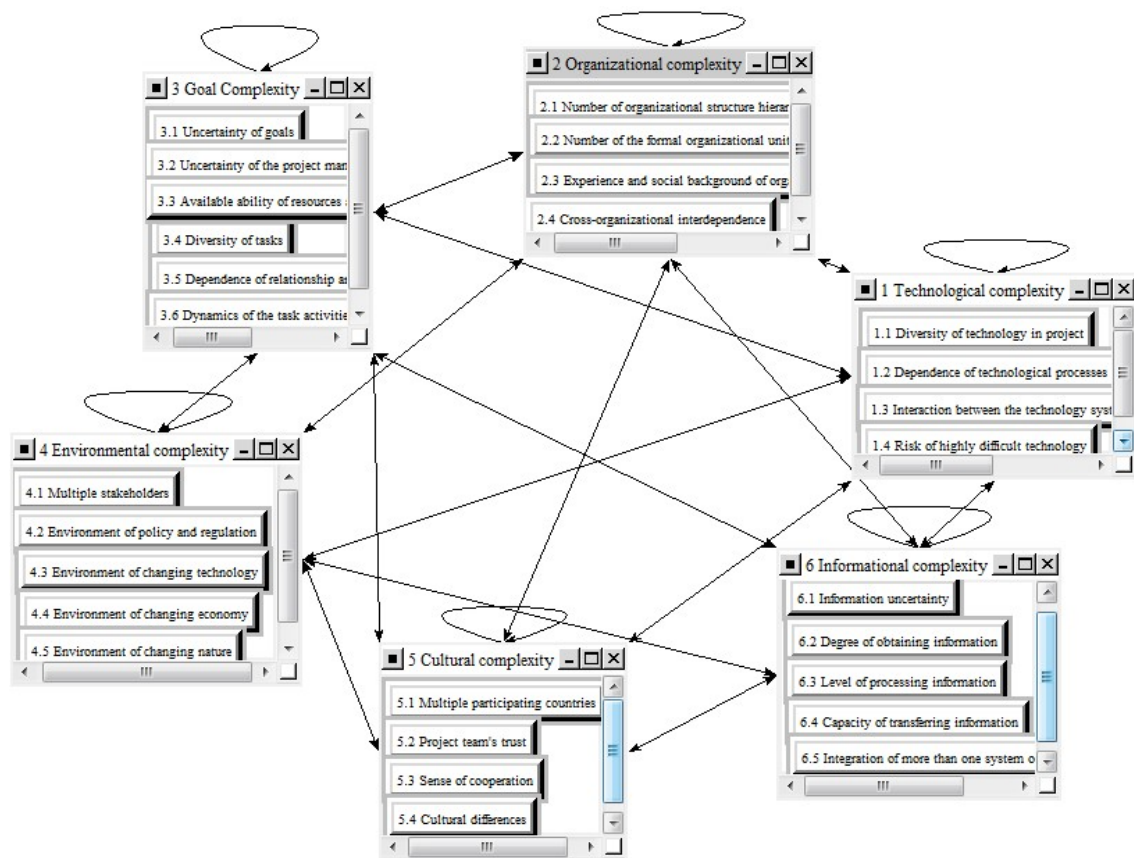 3 Goal Complexity
3.1 Uncertainty of goals
3.2 Uncertainty of the project man
3.3 Available ability of resources
3.4 Diversity of tasks
3.5 Dependence of relationship
3.6 Dynamics of the task activitie
2 Organizational complexity
2.1 Number of organizational structure hierar
2.2 Number of the formal organizational unit
2.3 Experience and social background of org
2.4 Cross-organizational interdependence
1 Technological complexity
1.1 Diversity of technology in project
1.2 Dependence of technological processes
1.3 Interaction between the technology syst
1.4 Risk of highly difficult technology
4 Environmental complexity
4.1 Multiple stakeholders
4.2 Environment of policy and regulation
4.3 Environment of changing technology
4.4 Environment of changing economy
4.5 Environment of changing nature
5 Cultural complexity
5.1 Multiple participating countries
5.2 Project team's trust
5.3 Sense of cooperation
5.4 Cultural differences
6 Informational complexity
6.1 Information uncertainty
6.2 Degree of obtaining information
6.3 Level of processing information
6.4 Capacity of transferring information
6.5 Integration of more than one system o